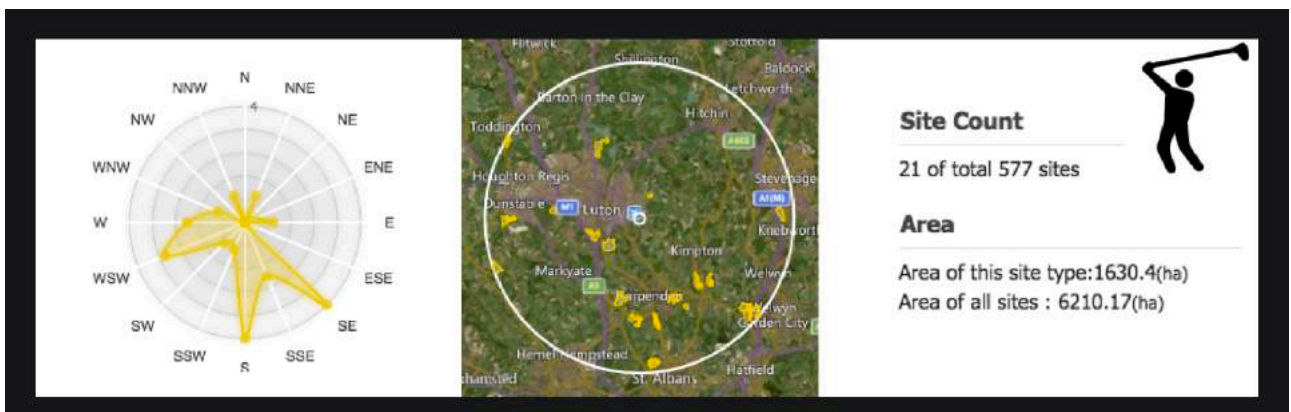 N
NNW
NNE
4
NW
NE
WNW
ENE
W
E
WSW
ESE
SW
SE
SSW
SSE
S
Flitwick
Stotfold
Shillington
Baldock
Letchworth
Barton in the Clay
Hitchin
Toddington
Houghton Regis
Stevenage
A1(M)
Dunstable
M1
Luton
Knebworth
Kimpton
Markyate
Welwyn
Harpenden
Welwyn
Garden City
Hemel Hempstead
Hatfield
St. Albans
Site Count
21 of total 577 sites
Area
Area of this site type:1630.4(ha)
Area of all sites : 6210.17(ha)